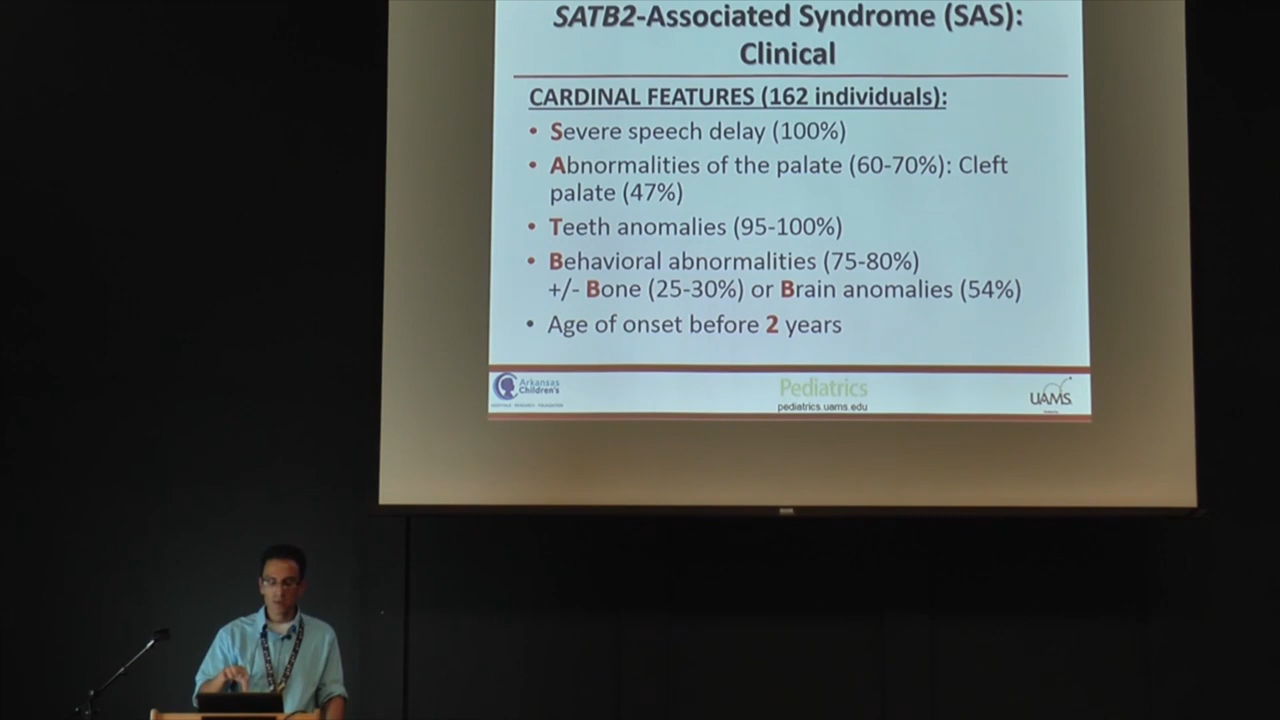 SATB2-Associated Syndrome (SAS):
Clinical
CARDINAL FEATURES (162 individuals):
• Severe speech delay (100%)
• Abnormalities of the palate (60-70%): Cleft
palate (47%)
• Teeth anomalies (95-100%)
• Behavioral abnormalities (75-80%)
+/- Bone (25-30%) or Brain anomalies (54%)
• Age of onset before 2 years
Arkansas
Children's
Pediatrics
pediatrics.uams.edu
UAMS